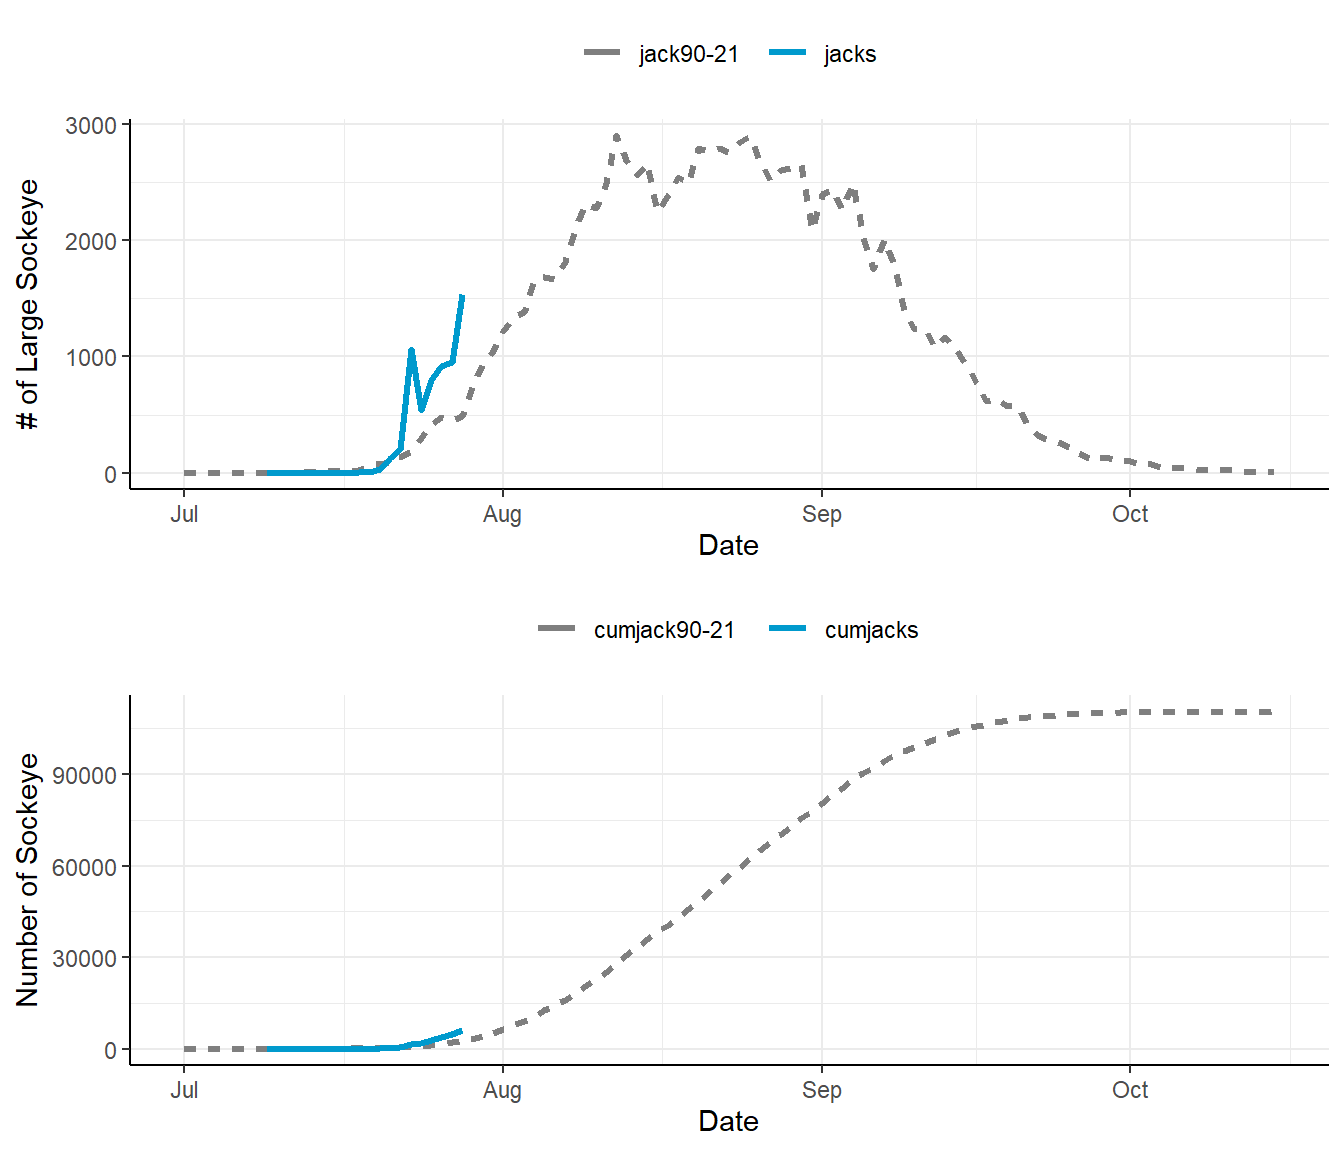 jack90-21 jacks
3000
2000
1000
0
# of Large Sockeye
Jul Aug Sep Oct
Date
cumjack90-21 cumjacks
90000
60000
30000
0
Number of Sockeye
Jul Aug Sep Oct
Date